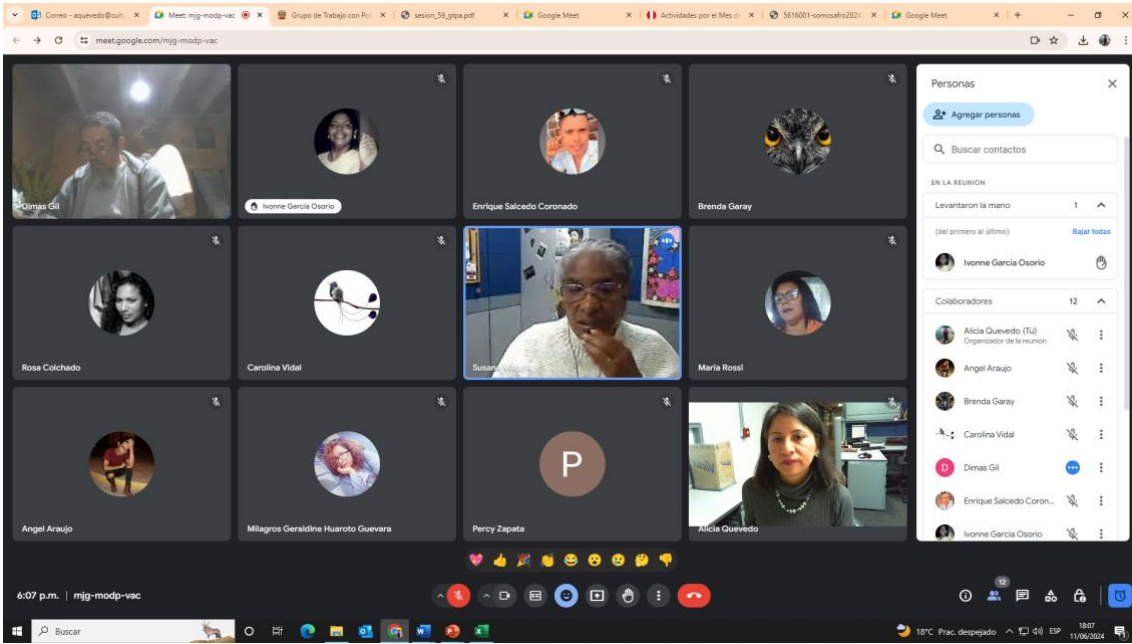 Correo - aquevedo@cult
Meet: mjg-modp-vac
Grupo de Trabajo con Pol
sesion_59_gtpa.pdf
Google Meet
Actividades por el Mes d
5616001-somosafro2024
Google Meet
meet.google.com/mjg-modp-vac
Personas
Agregar personas
Buscar contactos
EN LA REUNIÓN
Levantaron la mano 1
(del primero al último) Bajar todas
Ivonne Garcia Osorio
Colaboradores 12
Alicia Quevedo (Tú)
Organizador de la reunión
Angel Araujo
Brenda Garay
Carolina Vidal
D Dimas Gil
Enrique Salcedo Coron...
Ivonne Garcia Osorio
Dimas Gil
Ivonne Garcia Osorio
Enrique Salcedo Coronado
Brenda Garay
Rosa Colchado
Carolina Vidal
Susan
Maria Rossi
Angel Araujo
Milagros Geraldine Huaroto Guevara
P
Percy Zapata
Alicia Quevedo
6:07 p.m. | mjg-modp-vac
12
Buscar
18°C Prac. despejado
ESP
18:07
11/06/2024